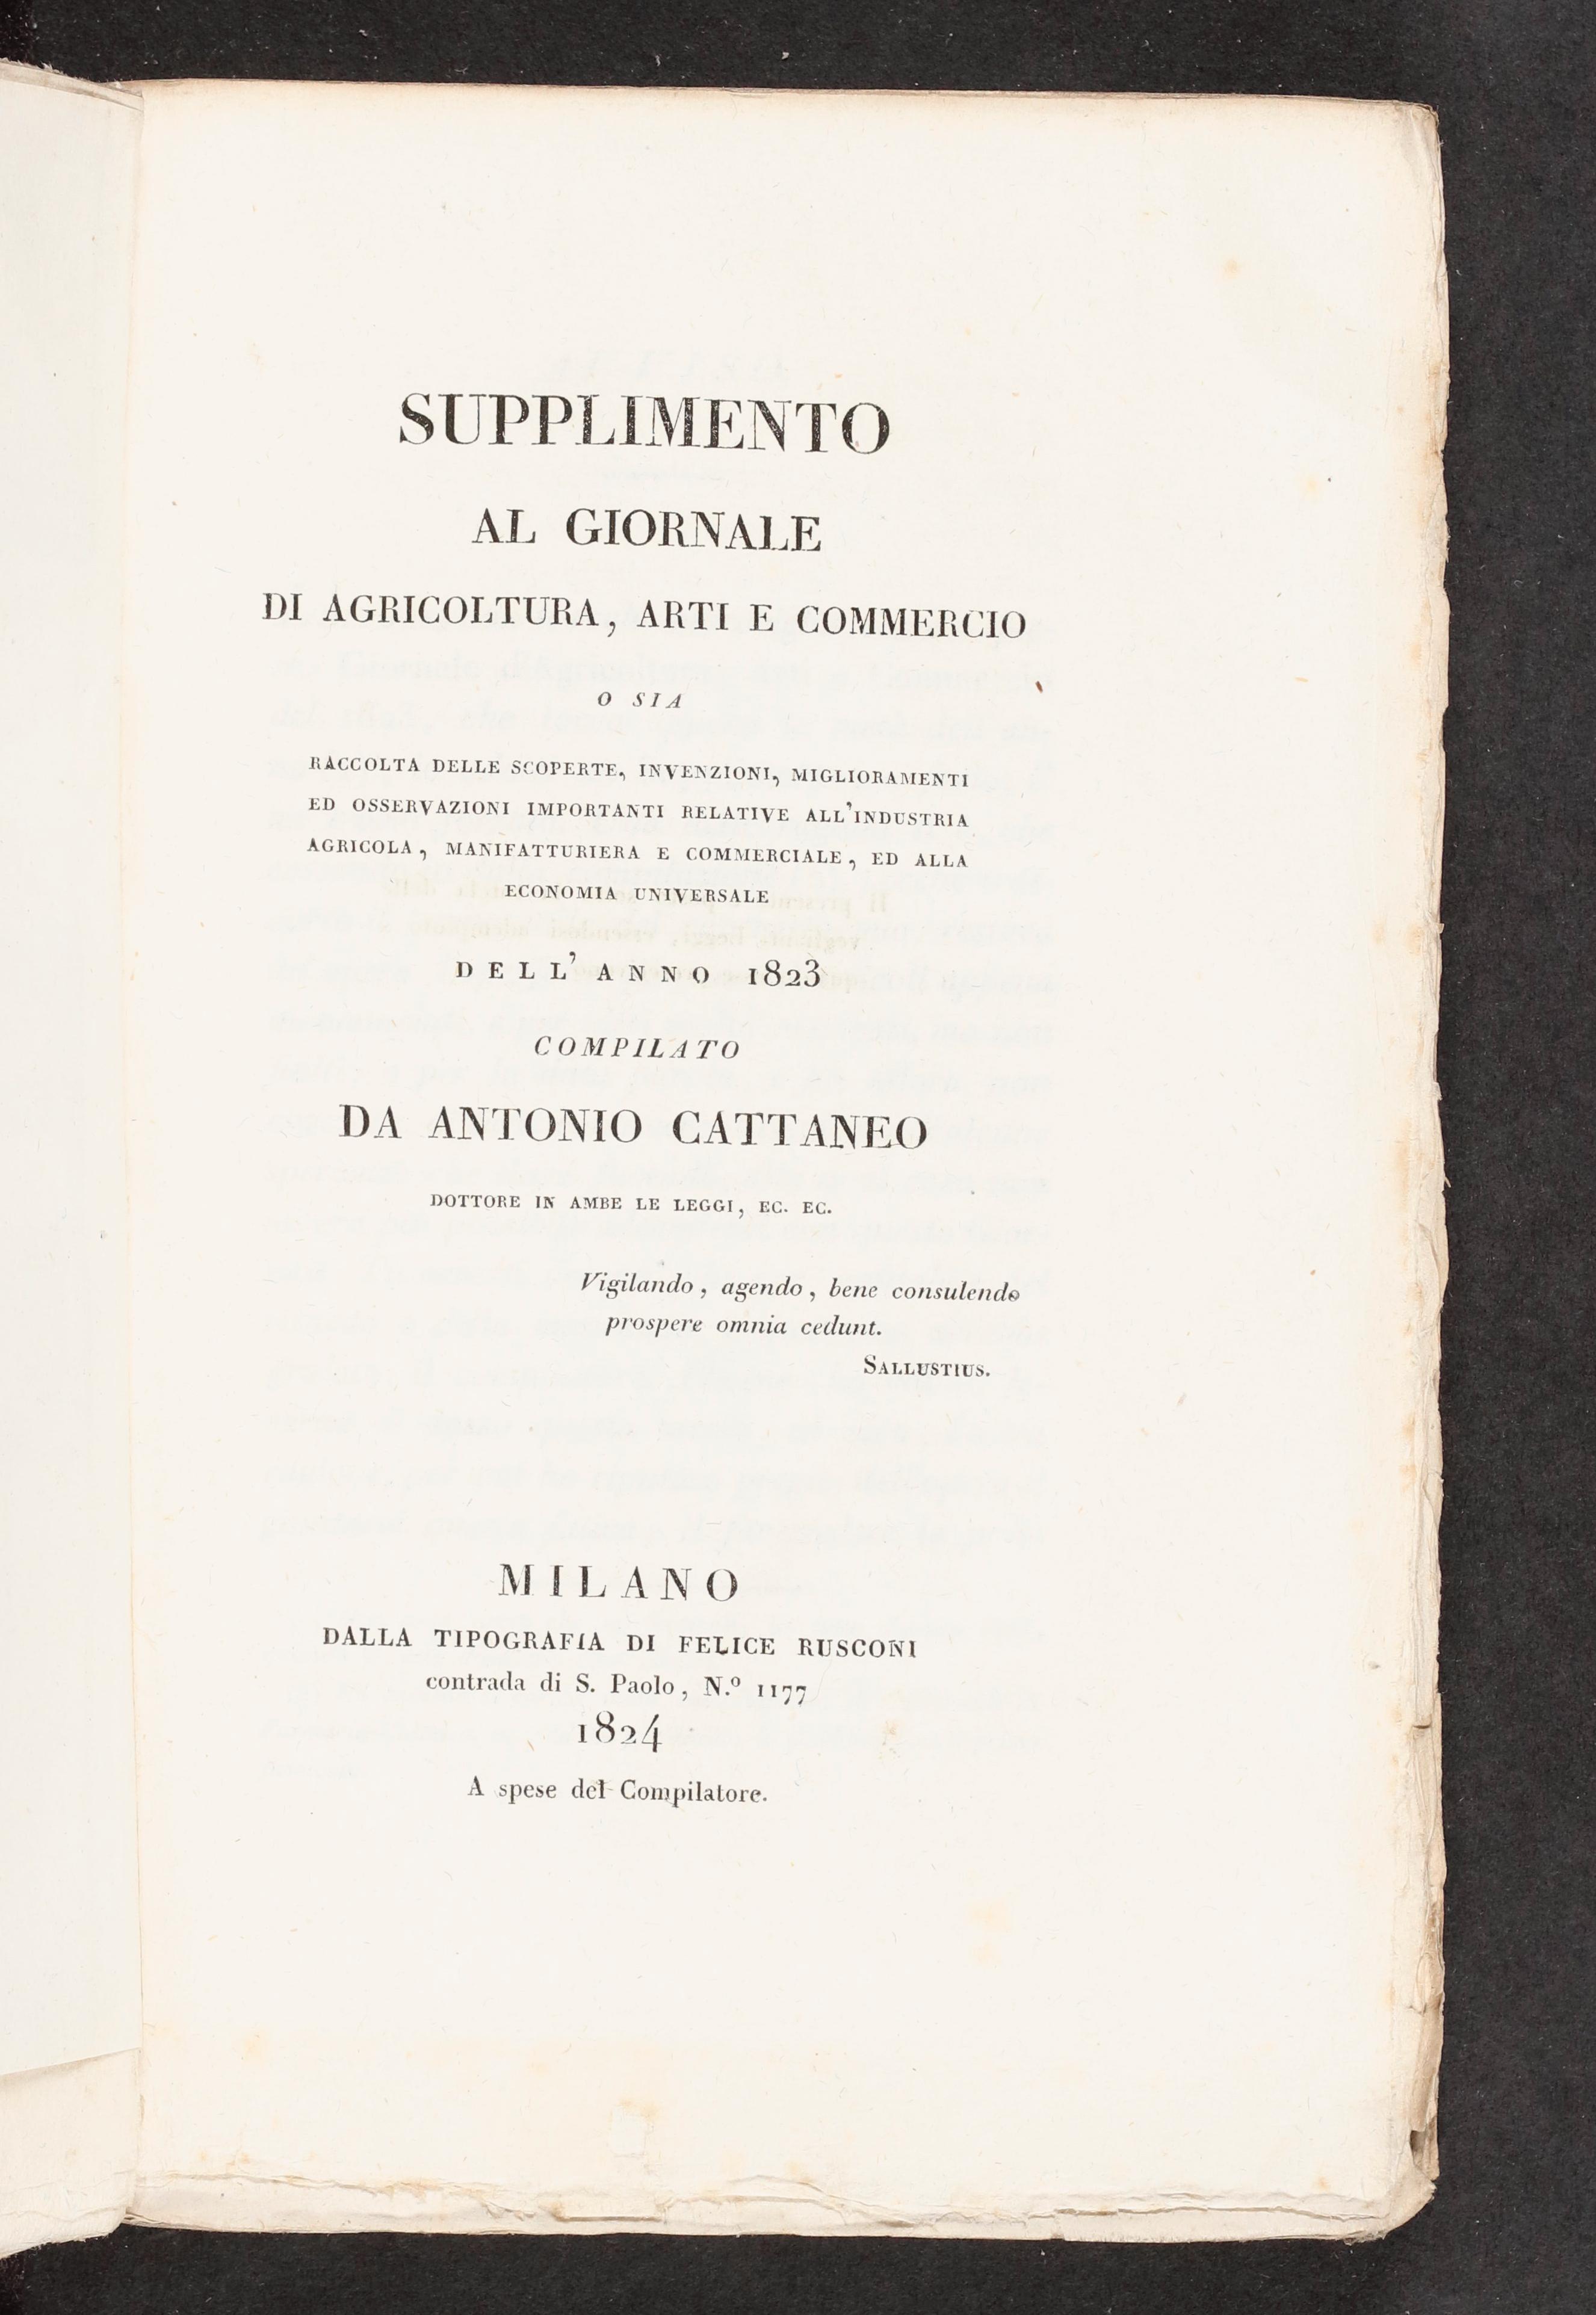 SUPPLIMENTO
AL GIORNALE
DI AGRICOLTURA, ARTI E COMMERCIO
O SIA
RACCOLTA DELLE SCOPERTE, INVENZIONI, MIGLIORAMENTI
ED OSSERVAZIONI IMPORTANTI RELATIVE ALL'INDUSTRIA
AGRICOLA, MANIFATTURIERA E COMMERCIALE, ED ALLA
ECONOMIA UNIVERSALE
DELL' ANNO 1823
COMPILATO
DA ANTONIO CATTANEO
DOTTORE IN AMBE LE LEGGI, EC. EC.
Vigilando, agendo, bene consulendo
prospere omnia cedunt.
SALLUSTIUS.
MILANO
DALLA TIPOGRAFIA DI FELICE RUSCONI
contrada di S. Paolo, N.º 1177
1824
A spese del Compilatore.